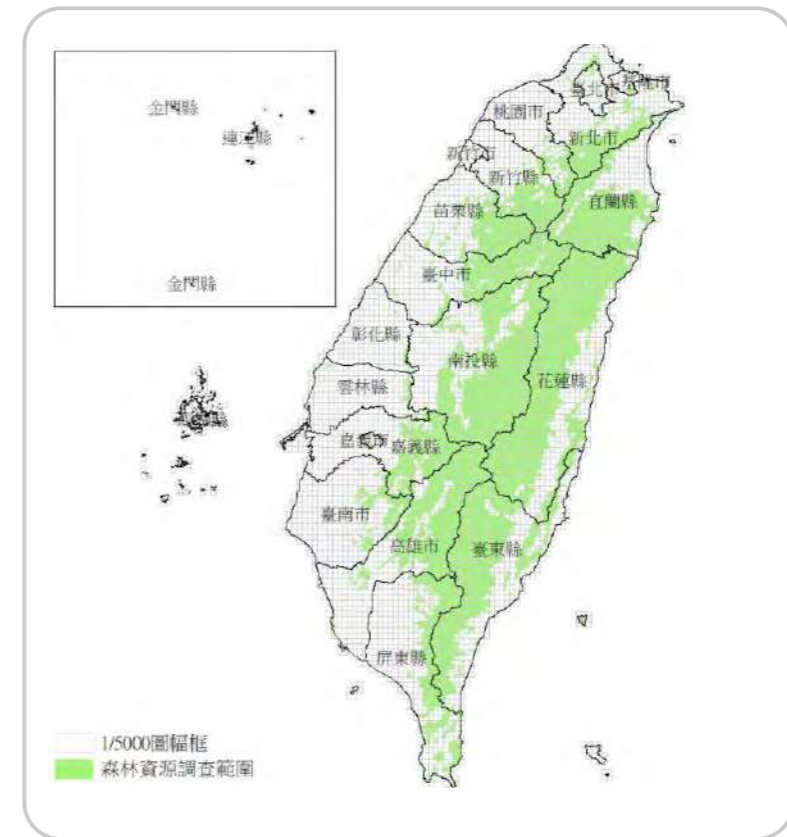 金門縣
連江縣
金門縣
臺北市
基隆市
桃園市
新北市
新竹市
新竹縣
宜蘭縣
苗栗縣
臺中市
彰化縣
南投縣
花蓮縣
雲林縣
嘉義市
嘉義縣
臺南市
高雄市
臺東縣
屏東縣
1/5000圖幅框
森林資源調查範圍